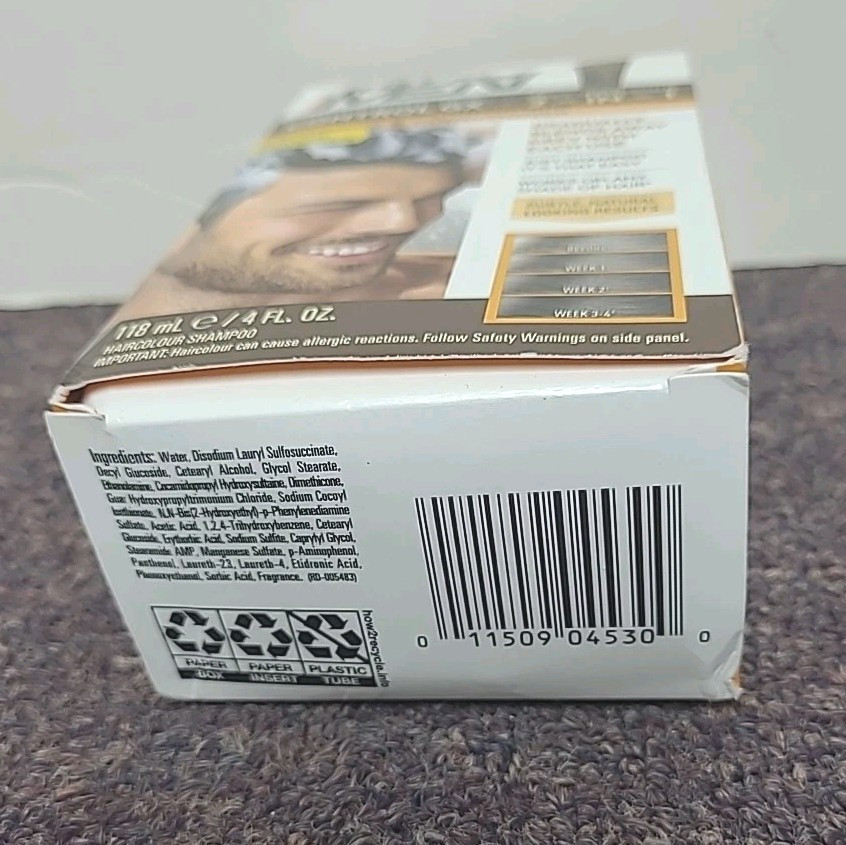 SUBTLE, NATURAL
LOOKING RESULTS
BEFORE
WEEK 1
WEEK 2
WEEK 3-4
118 mL e / 4 FL. OZ.
HAIRCOLOUR SHAMPOO
IMPORTANT: Haircolour can cause allergic reactions. Follow Safety Warnings on side panel.
Ingredients: Water, Disodium Lauryl Sulfosuccinate,
Decyl Glucoside, Cetearyl Alcohol, Glycol Stearate,
Ethanolamine, Cocamidopropyl Hydroxysultaine, Dimethicone,
Guar Hydroxypropyltrimonium Chloride, Sodium Cocoyl
Isethionate, N,N-Bis(2-Hydroxyethyl)-p-Phenylenediamine
Sulfate, Acetic Acid, 1,2,4-Trihydroxybenzene, Cetearyl
Glucoside, Erythorbic Acid, Sodium Sulfite, Caprylyl Glycol,
Stearamide AMP, Manganese Sulfate, p-Aminophenol,
Panthenol, Laureth-23, Laureth-4, Etidronic Acid,
Phenoxyethanol, Sorbic Acid, Fragrance. (RD-005483)
PAPER
BOX
PAPER
INSERT
PLASTIC
TUBE
how2recycle.info
0 11509 04530 0